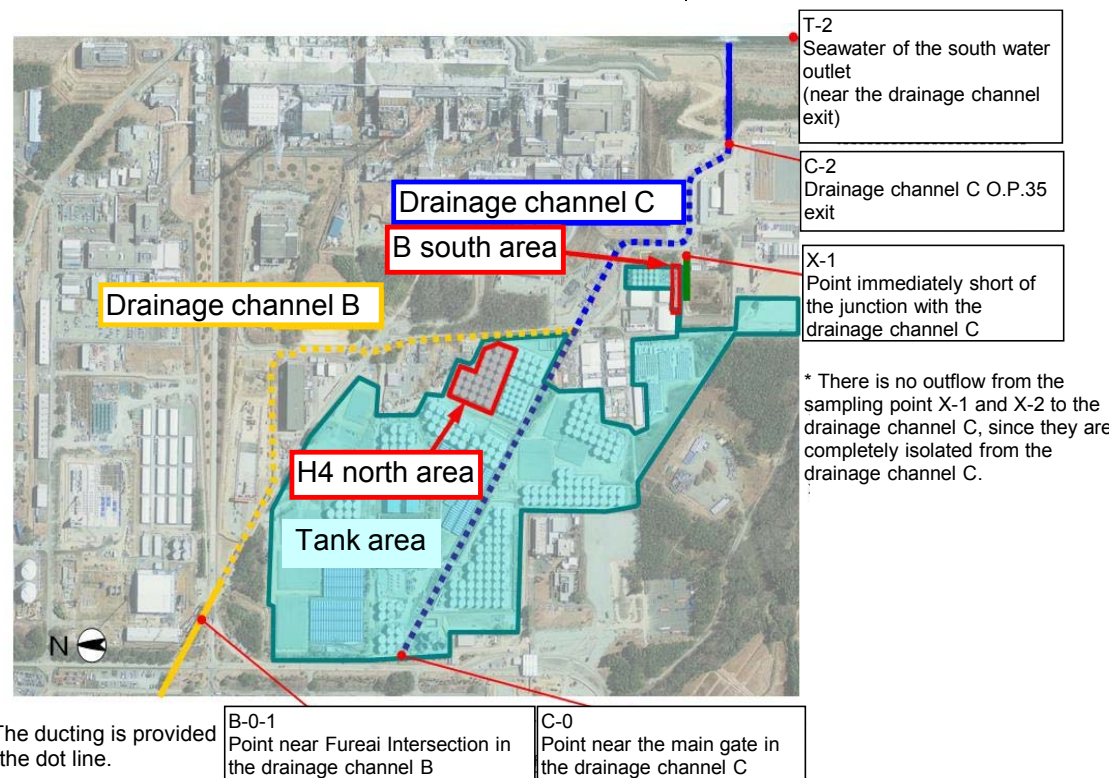 T-2
Seawater of the south water
outlet
(near the drainage channel
exit)
C-2
Drainage channel C O.P.35
exit
Drainage channel C
B south area
X-1
Point immediately short of
the junction with the
drainage channel C
Drainage channel B
* There is no outflow from the
sampling point X-1 and X-2 to the
drainage channel C, since they are
completely isolated from the
drainage channel C.
H4 north area
Tank area
N
The ducting is provided
the dot line.
B-0-1
Point near Fureai Intersection in
the drainage channel B
C-0
Point near the main gate in
the drainage channel C